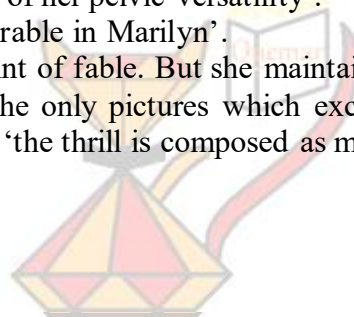 of her pelvic versatility’.
rable in Marilyn’.
nt of fable. But she maintai
he only pictures which exc
‘the thrill is composed as m